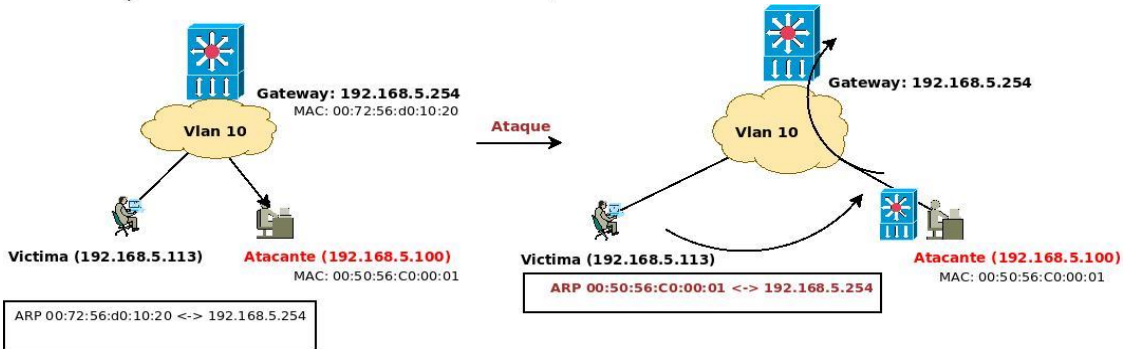 Gateway: 192.168.5.254
MAC: 00:72:56:d0:10:20
Vlan 10
Victima (192.168.5.113)
Atacante (192.168.5.100)
MAC: 00:50:56:C0:00:01
ARP 00:72:56:d0:10:20 <-> 192.168.5.254
Ataque
Gateway: 192.168.5.254
Vlan 10
Victima (192.168.5.113)
Atacante (192.168.5.100)
MAC: 00:50:56:C0:00:01
ARP 00:50:56:C0:00:01 <-> 192.168.5.254